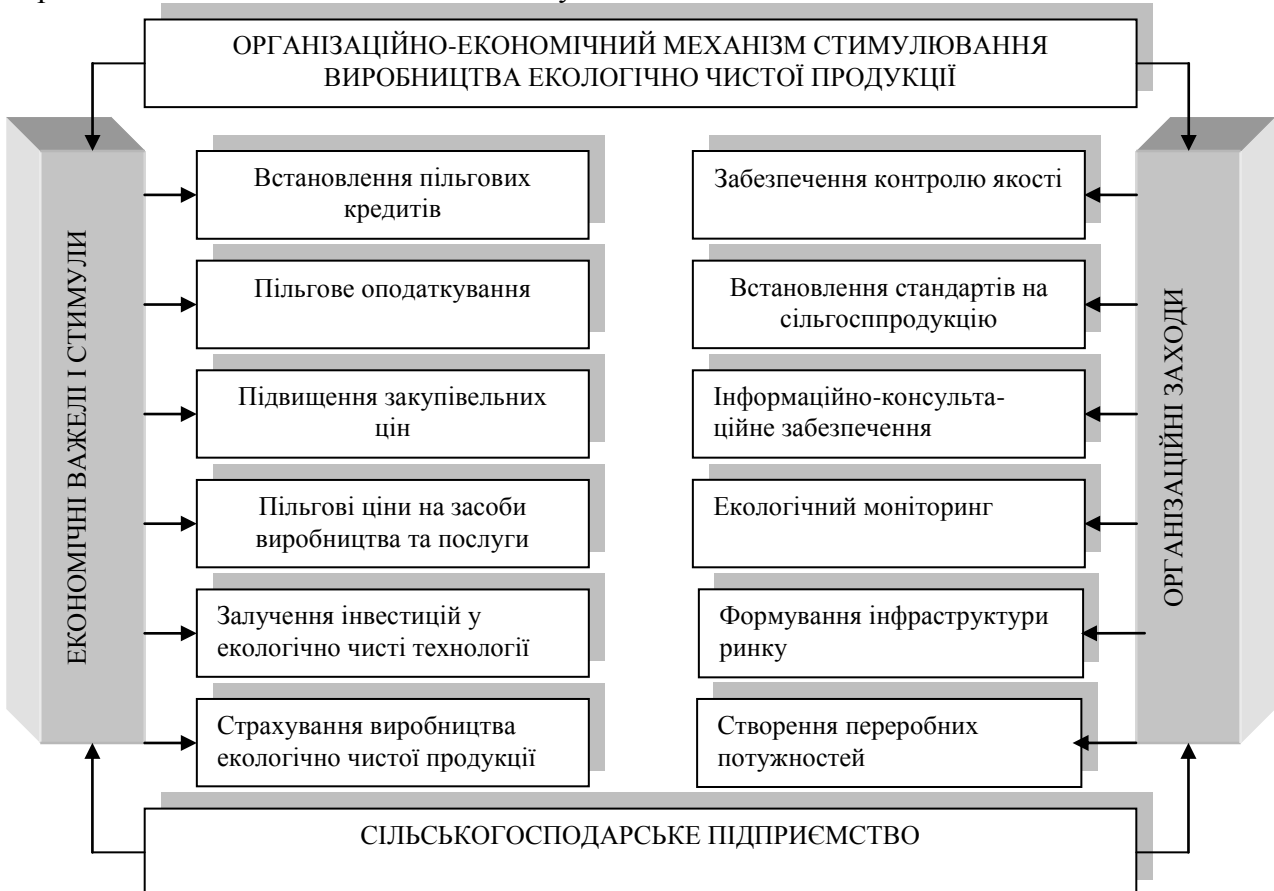 ОРГАНІЗАЦІЙНО-ЕКОНОМІЧНИЙ МЕХАНІЗМ СТИМУЛЮВАННЯ
ВИРОБНИЦТВА ЕКОЛОГІЧНО ЧИСТОЇ ПРОДУКЦІЇ
ЕКОНОМІЧНІ ВАЖЕЛІ І СТИМУЛИ
Встановлення пільгових
кредитів
Пільгове оподаткування
Підвищення закупівельних
цін
Пільгові ціни на засоби
виробництва та послуги
Залучення інвестицій у
екологічно чисті технології
Страхування виробництва
екологічно чистої продукції
Забезпечення контролю якості
Встановлення стандартів на
сільгосппродукцію
Інформаційно-консульта-
ційне забезпечення
Екологічний моніторинг
Формування інфраструктури
ринку
Створення переробних
потужностей
ОРГАНІЗАЦІЙНІ ЗАХОДИ
СІЛЬСЬКОГОСПОДАРСЬКЕ ПІДПРИЄМСТВО